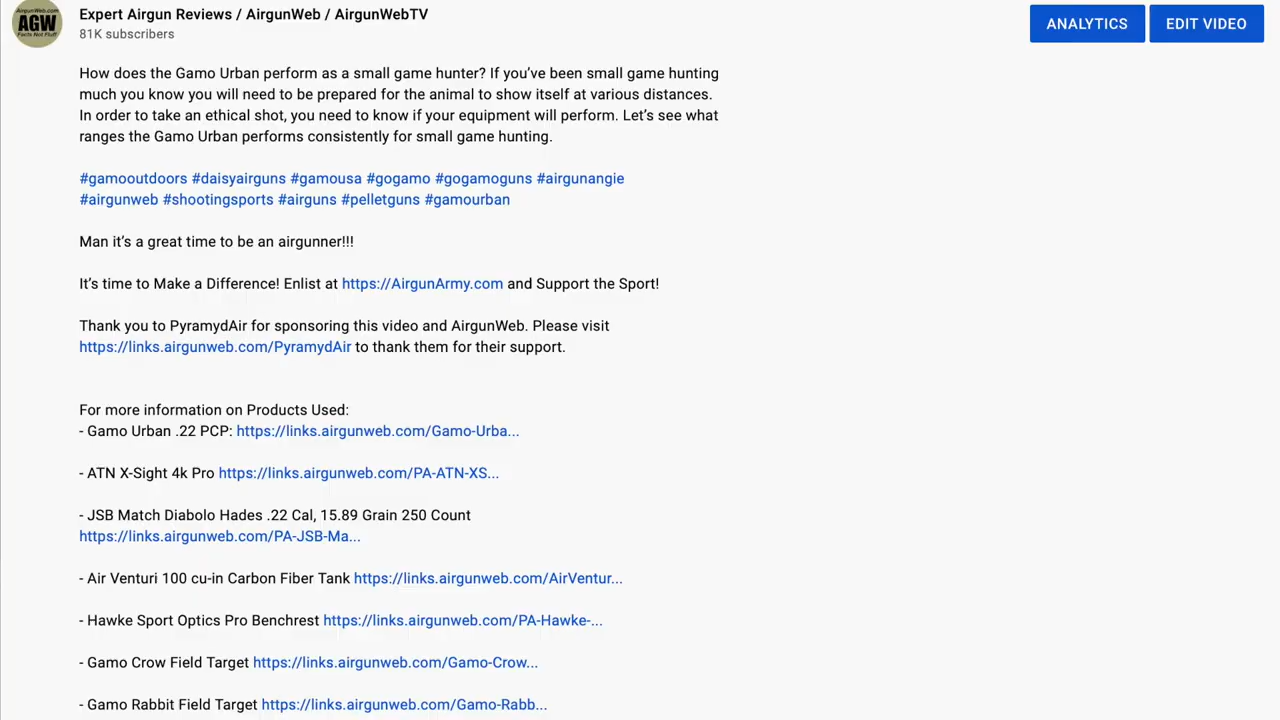 AirgunWeb.com
AGW
Facts Not Fluff
Expert Airgun Reviews / AirgunWeb / AirgunWebTV
81K subscribers
ANALYTICS
EDIT VIDEO
How does the Gamo Urban perform as a small game hunter? If you’ve been small game hunting
much you know you will need to be prepared for the animal to show itself at various distances.
In order to take an ethical shot, you need to know if your equipment will perform. Let’s see what
ranges the Gamo Urban performs consistently for small game hunting.
#gamooutdoors #daisyairguns #gamousa #gogamo #gogamoguns #airgunangie
#airgunweb #shootingsports #airguns #pelletguns #gamourban
Man it’s a great time to be an airgunner!!!
It’s time to Make a Difference! Enlist at https://AirgunArmy.com and Support the Sport!
Thank you to PyramydAir for sponsoring this video and AirgunWeb. Please visit
https://links.airgunweb.com/PyramydAir to thank them for their support.
For more information on Products Used:
- Gamo Urban .22 PCP: https://links.airgunweb.com/Gamo-Urba...
- ATN X-Sight 4k Pro https://links.airgunweb.com/PA-ATN-XS...
- JSB Match Diabolo Hades .22 Cal, 15.89 Grain 250 Count
https://links.airgunweb.com/PA-JSB-Ma...
- Air Venturi 100 cu-in Carbon Fiber Tank https://links.airgunweb.com/AirVentur...
- Hawke Sport Optics Pro Benchrest https://links.airgunweb.com/PA-Hawke-...
- Gamo Crow Field Target https://links.airgunweb.com/Gamo-Crow...
- Gamo Rabbit Field Target https://links.airgunweb.com/Gamo-Rabb...